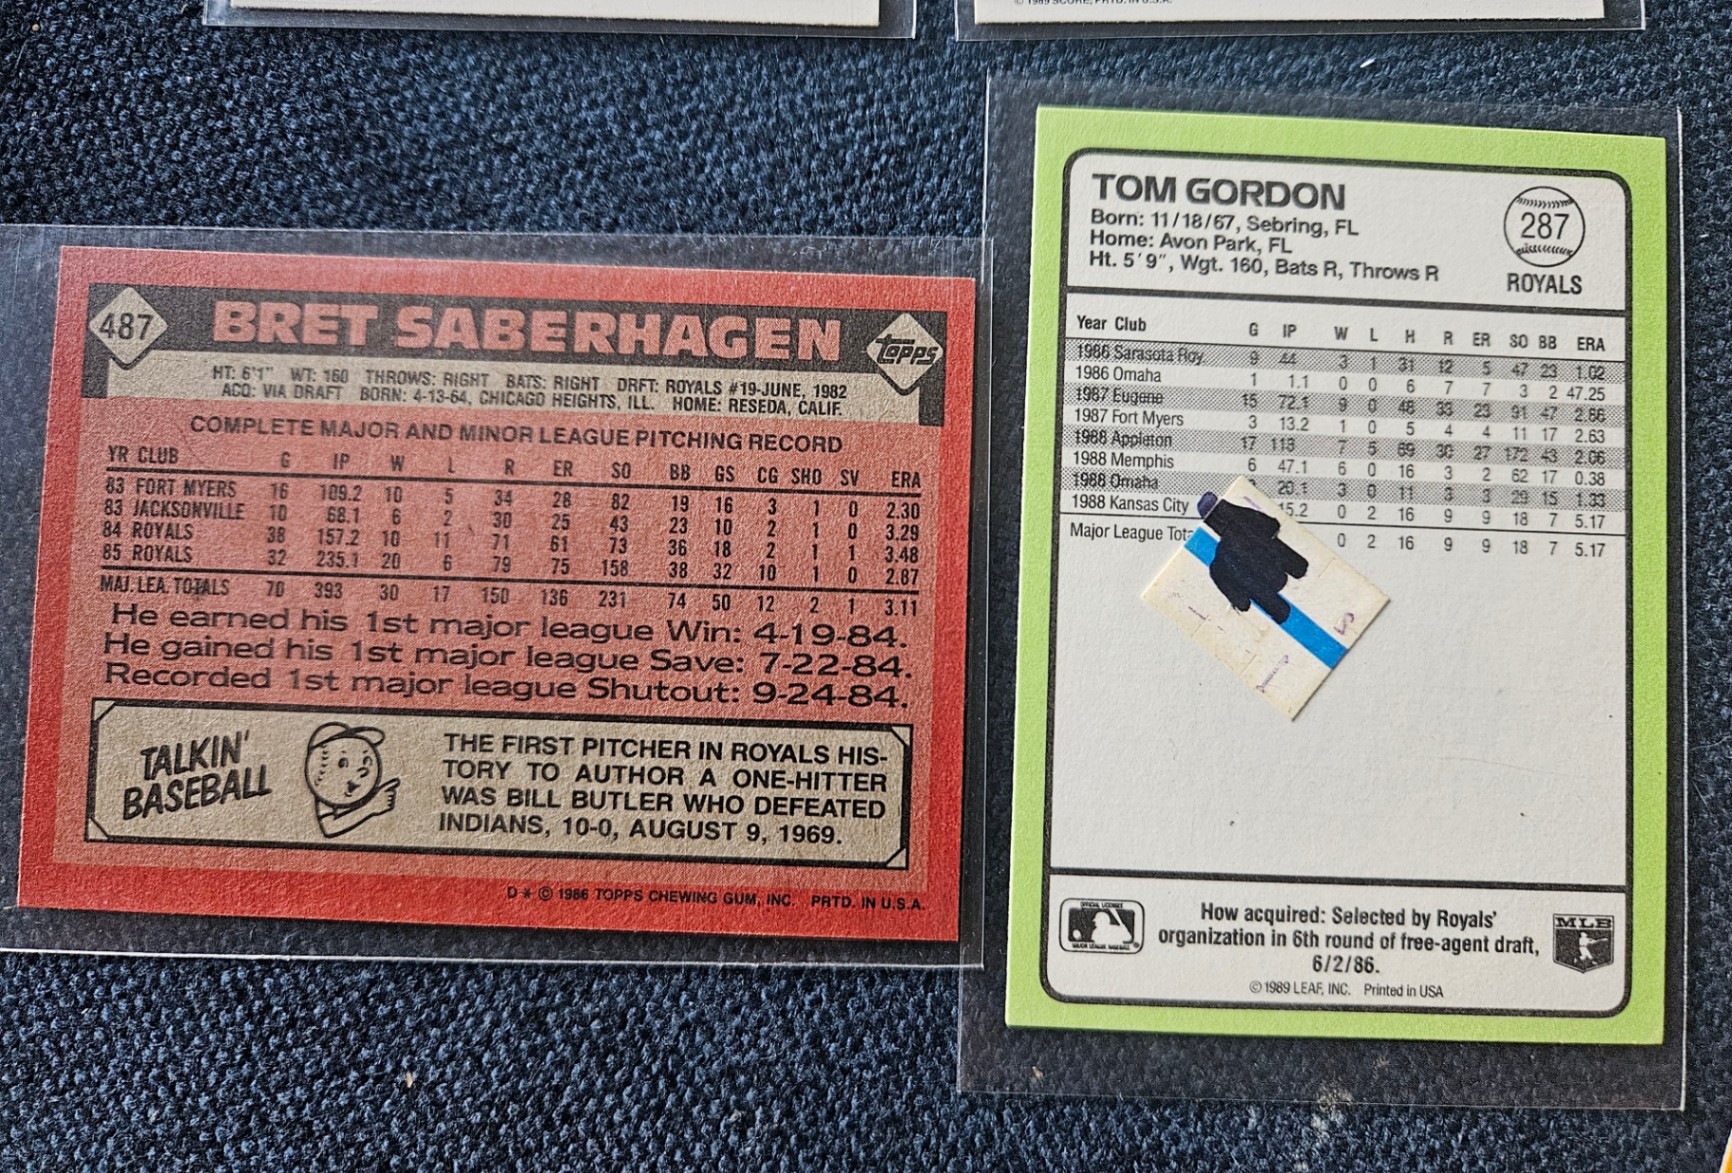 © 1989 SCORE, PRTD. IN U.S.A.
487 BRET SABERHAGEN topps
HT: 6'1" WT: 160 THROWS: RIGHT BATS: RIGHT DRFT: ROYALS #19-JUNE, 1982
ACQ: VIA DRAFT BORN: 4-13-64, CHICAGO HEIGHTS, ILL. HOME: RESEDA, CALIF.
COMPLETE MAJOR AND MINOR LEAGUE PITCHING RECORD
YR CLUB G IP W L R ER SO BB GS CG SHO SV ERA
83 FORT MYERS 16 109.2 10 5 34 28 82 19 16 3 1 0 2.30
83 JACKSONVILLE 10 68.1 6 2 30 25 43 23 10 2 1 0 3.29
84 ROYALS 38 157.2 10 11 71 61 73 36 18 2 1 1 3.48
85 ROYALS 32 235.1 20 6 79 75 158 38 32 10 1 0 2.87
MAJ. LEA. TOTALS 70 393 30 17 150 136 231 74 50 12 2 1 3.11
He earned his 1st major league Win: 4-19-84.
He gained his 1st major league Save: 7-22-84.
Recorded 1st major league Shutout: 9-24-84.
TALKIN'
BASEBALL
THE FIRST PITCHER IN ROYALS HIS-
TORY TO AUTHOR A ONE-HITTER
WAS BILL BUTLER WHO DEFEATED
INDIANS, 10-0, AUGUST 9, 1969.
D * © 1986 TOPPS CHEWING GUM, INC. PRTD. IN U.S.A.
TOM GORDON
Born: 11/18/67, Sebring, FL
Home: Avon Park, FL
Ht. 5'9", Wgt. 160, Bats R, Throws R
287
ROYALS
Year Club G IP W L H R ER SO BB ERA
1986 Sarasota Roy. 9 44 3 1 31 12 5 47 23 1.02
1986 Omaha 1 1.1 0 0 6 7 7 3 2 47.25
1987 Eugene 15 72.1 9 0 48 33 23 91 47 2.86
1987 Fort Myers 3 13.2 1 0 5 4 4 11 17 2.63
1988 Appleton 17 118 7 5 69 30 27 172 43 2.06
1988 Memphis 6 47.1 6 0 16 3 2 62 17 0.38
1988 Omaha 20.1 3 0 11 3 3 29 15 1.33
1988 Kansas City 15.2 0 2 16 9 9 18 7 5.17
Major League Tot 0 2 16 9 9 18 7 5.17
How acquired: Selected by Royals'
organization in 6th round of free-agent draft,
6/2/86.
MLB
© 1989 LEAF, INC. Printed in USA